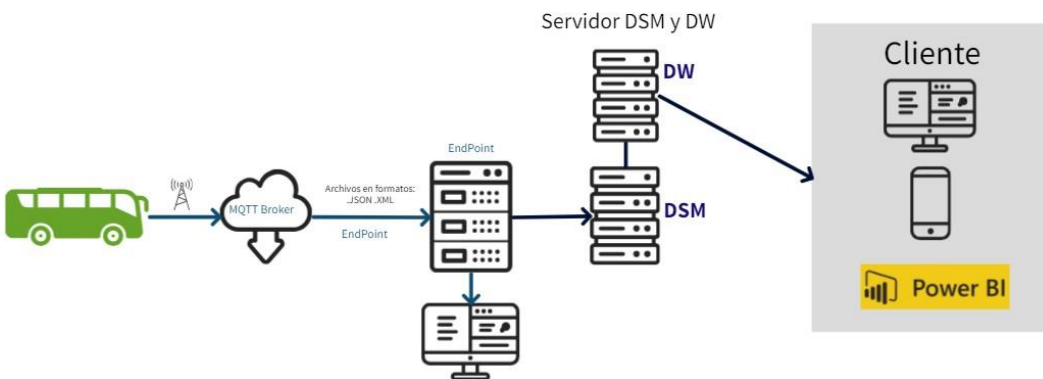 Servidor DSM y DW
DW
Cliente
EndPoint
Archivos en formatos:
.JSON .XML
MQTT Broker
EndPoint
DSM
Power BI